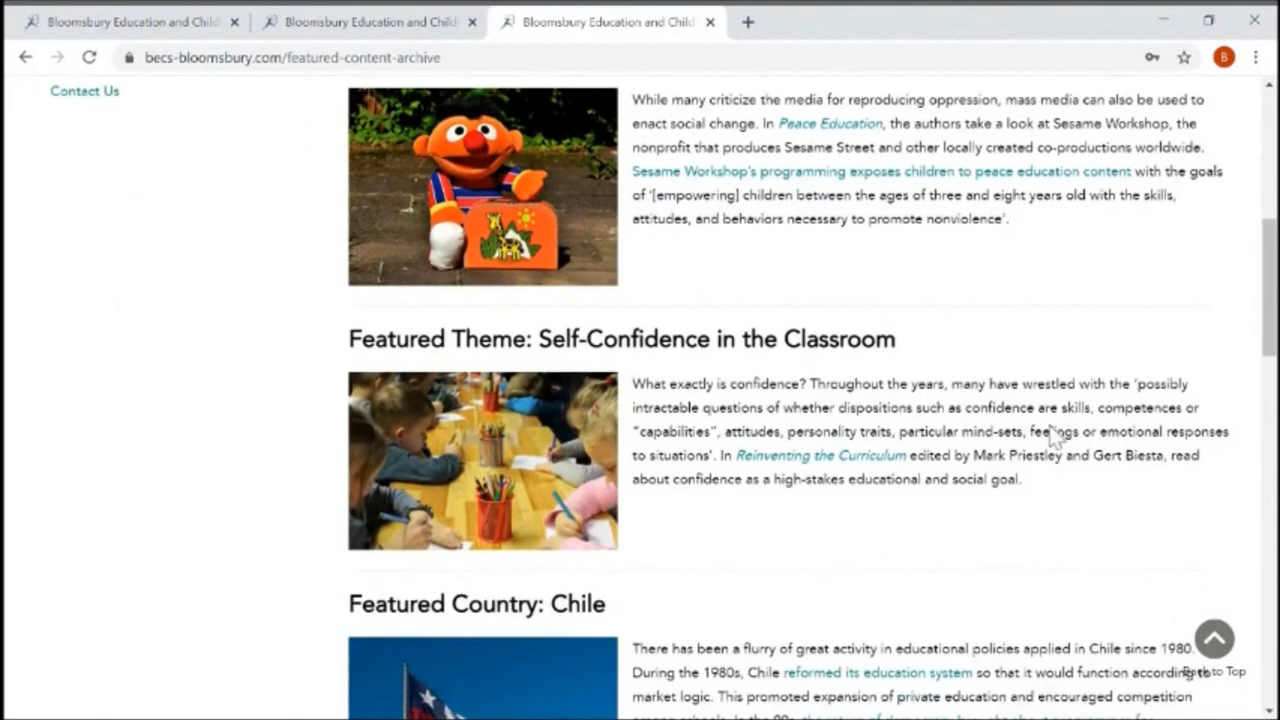 Bloomsbury Education and Child
Bloomsbury Education and Child
Bloomsbury Education and Child
becs-bloomsbury.com/featured-content-archive
B
Contact Us
While many criticize the media for reproducing oppression, mass media can also be used to
enact social change. In Peace Education, the authors take a look at Sesame Workshop, the
nonprofit that produces Sesame Street and other locally created co-productions worldwide.
Sesame Workshop's programming exposes children to peace education content with the goals
of '[empowering] children between the ages of three and eight years old with the skills,
attitudes, and behaviors necessary to promote nonviolence'.
Featured Theme: Self-Confidence in the Classroom
What exactly is confidence? Throughout the years, many have wrestled with the 'possibly
intractable questions of whether dispositions such as confidence are skills, competences or
"capabilities", attitudes, personality traits, particular mind-sets, feelings or emotional responses
to situations'. In Reinventing the Curriculum edited by Mark Priestley and Gert Biesta, read
about confidence as a high-stakes educational and social goal.
Featured Country: Chile
There has been a flurry of great activity in educational policies applied in Chile since 1980.
During the 1980s, Chile reformed its education system so that it would function according to
Back to Top
market logic. This promoted expansion of private education and encouraged competition